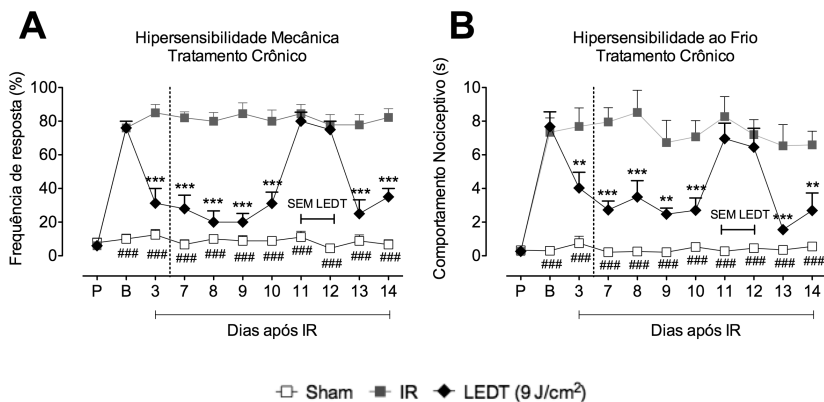 A
Hipersensibilidade Mecânica
Tratamento Crônico
Frequência de resposta (%)
100
80
60
40
20
0
*** *** *** *** *** *** ***
SEM LEDT
### ### ### ### ### ### ### ### ### ###
P B 3 7 8 9 10 11 12 13 14
Dias após IR
B
Hipersensibilidade ao Frio
Tratamento Crônico
Comportamento Nociceptivo (s)
10
8
6
4
2
0
** *** *** ** *** *** **
SEM LEDT
### ### ### ### ### ### ### ### ### ###
P B 3 7 8 9 10 11 12 13 14
Dias após IR
Sham IR LEDT (9 J/cm²)